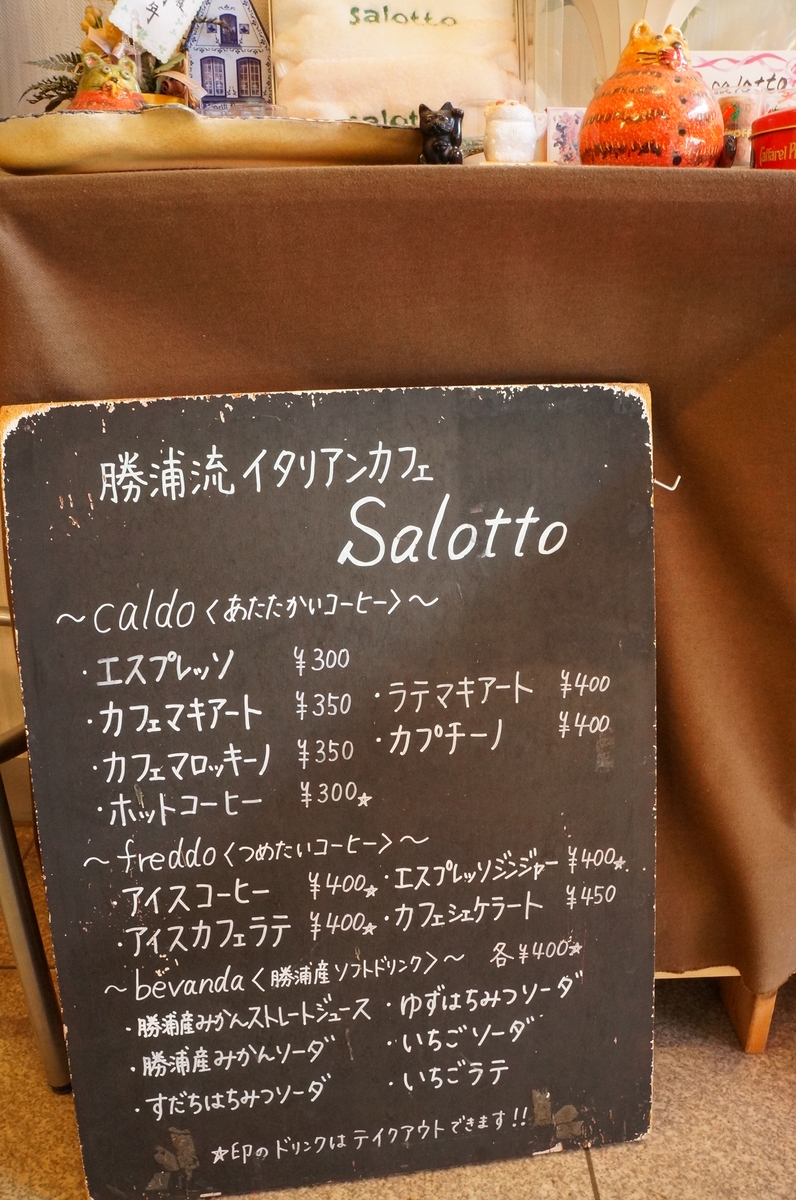 salotto
salott
salotto
Caffarel P
勝浦流イタリアンカフェ
Salotto
～caldo〈あたたかいコーヒー〉～
・エスプレッソ ¥300
・カフェマキアート ¥350
・カフェマロッキーノ ¥350
・ホットコーヒー ¥300☆
・ラテマキアート ¥400
・カプチーノ ¥400
～freddo〈つめたいコーヒー〉～
・アイスコーヒー ¥400☆
・アイスカフェラテ ¥400☆
・エスプレッソジンジャー ¥400☆
・カフェシェケラート ¥450
～bevanda〈勝浦産ソフトドリンク〉～ 各¥400☆
・勝浦産みかんストレートジュース
・勝浦産みかんソーダ
・すだちはちみつソーダ
・ゆずはちみつソーダ
・いちごソーダ
・いちごラテ
☆印のドリンクはテイクアウトできます!!